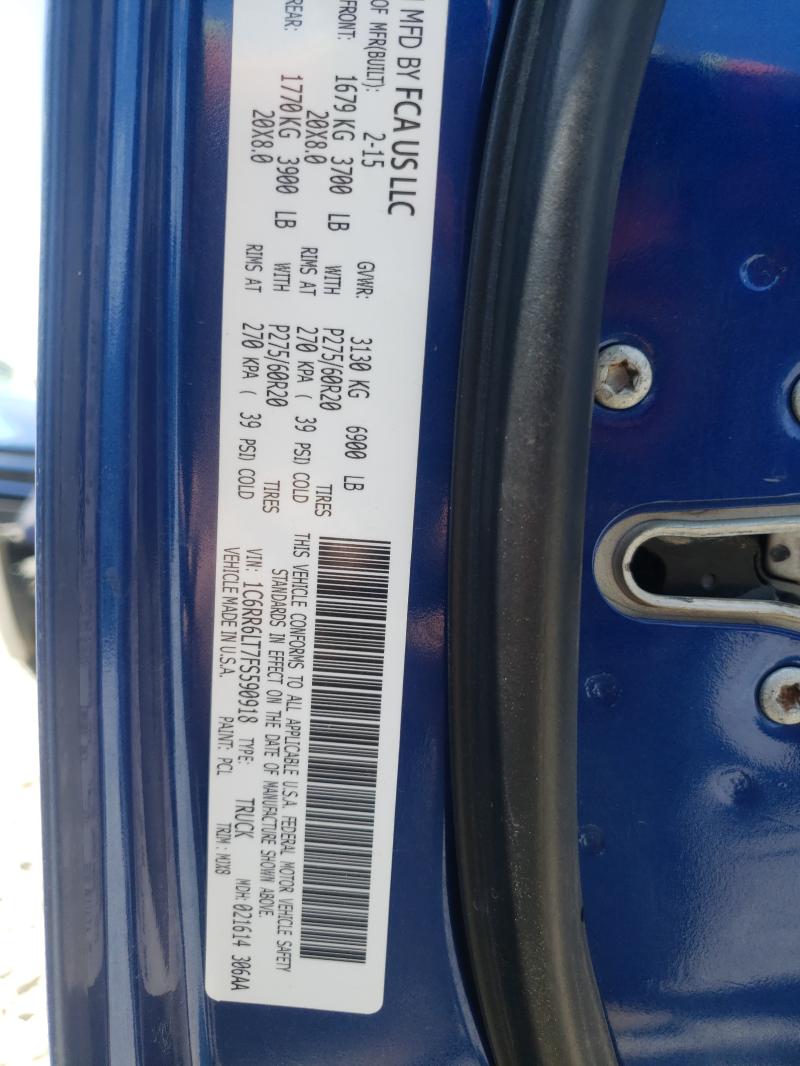 MFD BY FCA US LLC
OF MFR(BUILT): 2-15 GVWR: 3130 KG 6900 LB
FRONT: 1679 KG 3700 LB WITH P275/60R20 TIRES
20X8.0 RIMS AT 270 KPA ( 39 PSI) COLD
REAR: 1770 KG 3900 LB WITH P275/60R20 TIRES
20X8.0 RIMS AT 270 KPA ( 39 PSI) COLD
THIS VEHICLE CONFORMS TO ALL APPLICABLE U.S.A. FEDERAL MOTOR VEHICLE SAFETY
STANDARDS IN EFFECT ON THE DATE OF MANUFACTURE SHOWN ABOVE.
VIN: 1C6RR6LT7FS590918 TYPE: TRUCK MDH: 021614 306AA
VEHICLE MADE IN U.S.A. PAINT: PCL TRIM: MJX8